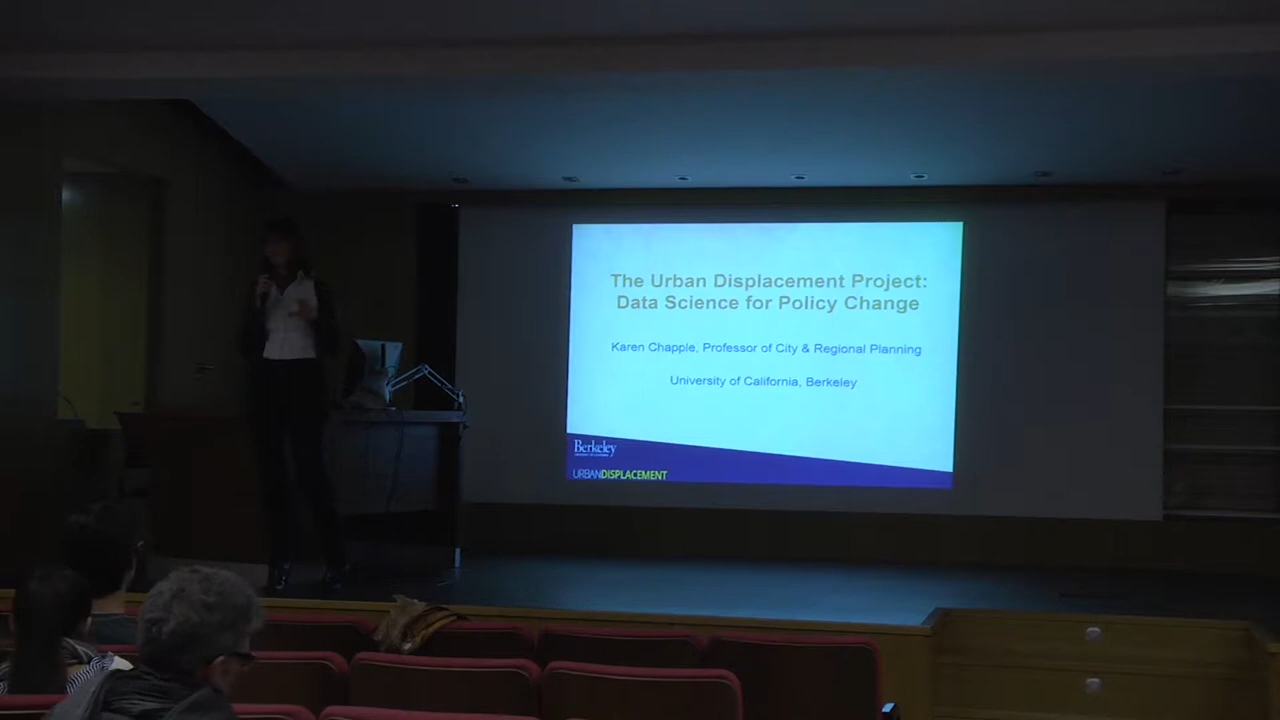 The Urban Displacement Project:
Data Science for Policy Change
Karen Chapple, Professor of City & Regional Planning
University of California, Berkeley
Berkeley
URBANDISPLACEMENT